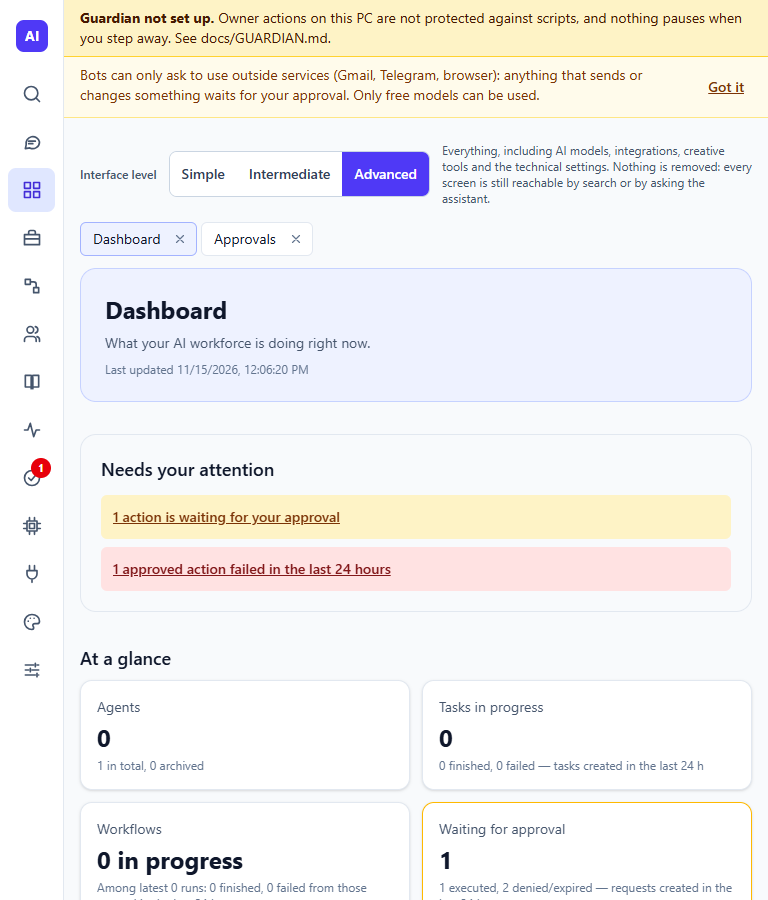 AI
Guardian not set up. Owner actions on this PC are not protected against scripts, and nothing pauses when
you step away. See docs/GUARDIAN.md.
Bots can only ask to use outside services (Gmail, Telegram, browser): anything that sends or
changes something waits for your approval. Only free models can be used.
Got it
Interface level
Simple
Intermediate
Advanced
Everything, including AI models, integrations, creative
tools and the technical settings. Nothing is removed: every
screen is still reachable by search or by asking the
assistant.
Dashboard
Approvals
Dashboard
What your AI workforce is doing right now.
Last updated 11/15/2026, 12:06:20 PM
1
Needs your attention
1 action is waiting for your approval
1 approved action failed in the last 24 hours
At a glance
Agents
0
1 in total, 0 archived
Tasks in progress
0
0 finished, 0 failed — tasks created in the last 24 h
Workflows
0 in progress
Among latest 0 runs: 0 finished, 0 failed from those
Waiting for approval
1
1 executed, 2 denied/expired — requests created in the